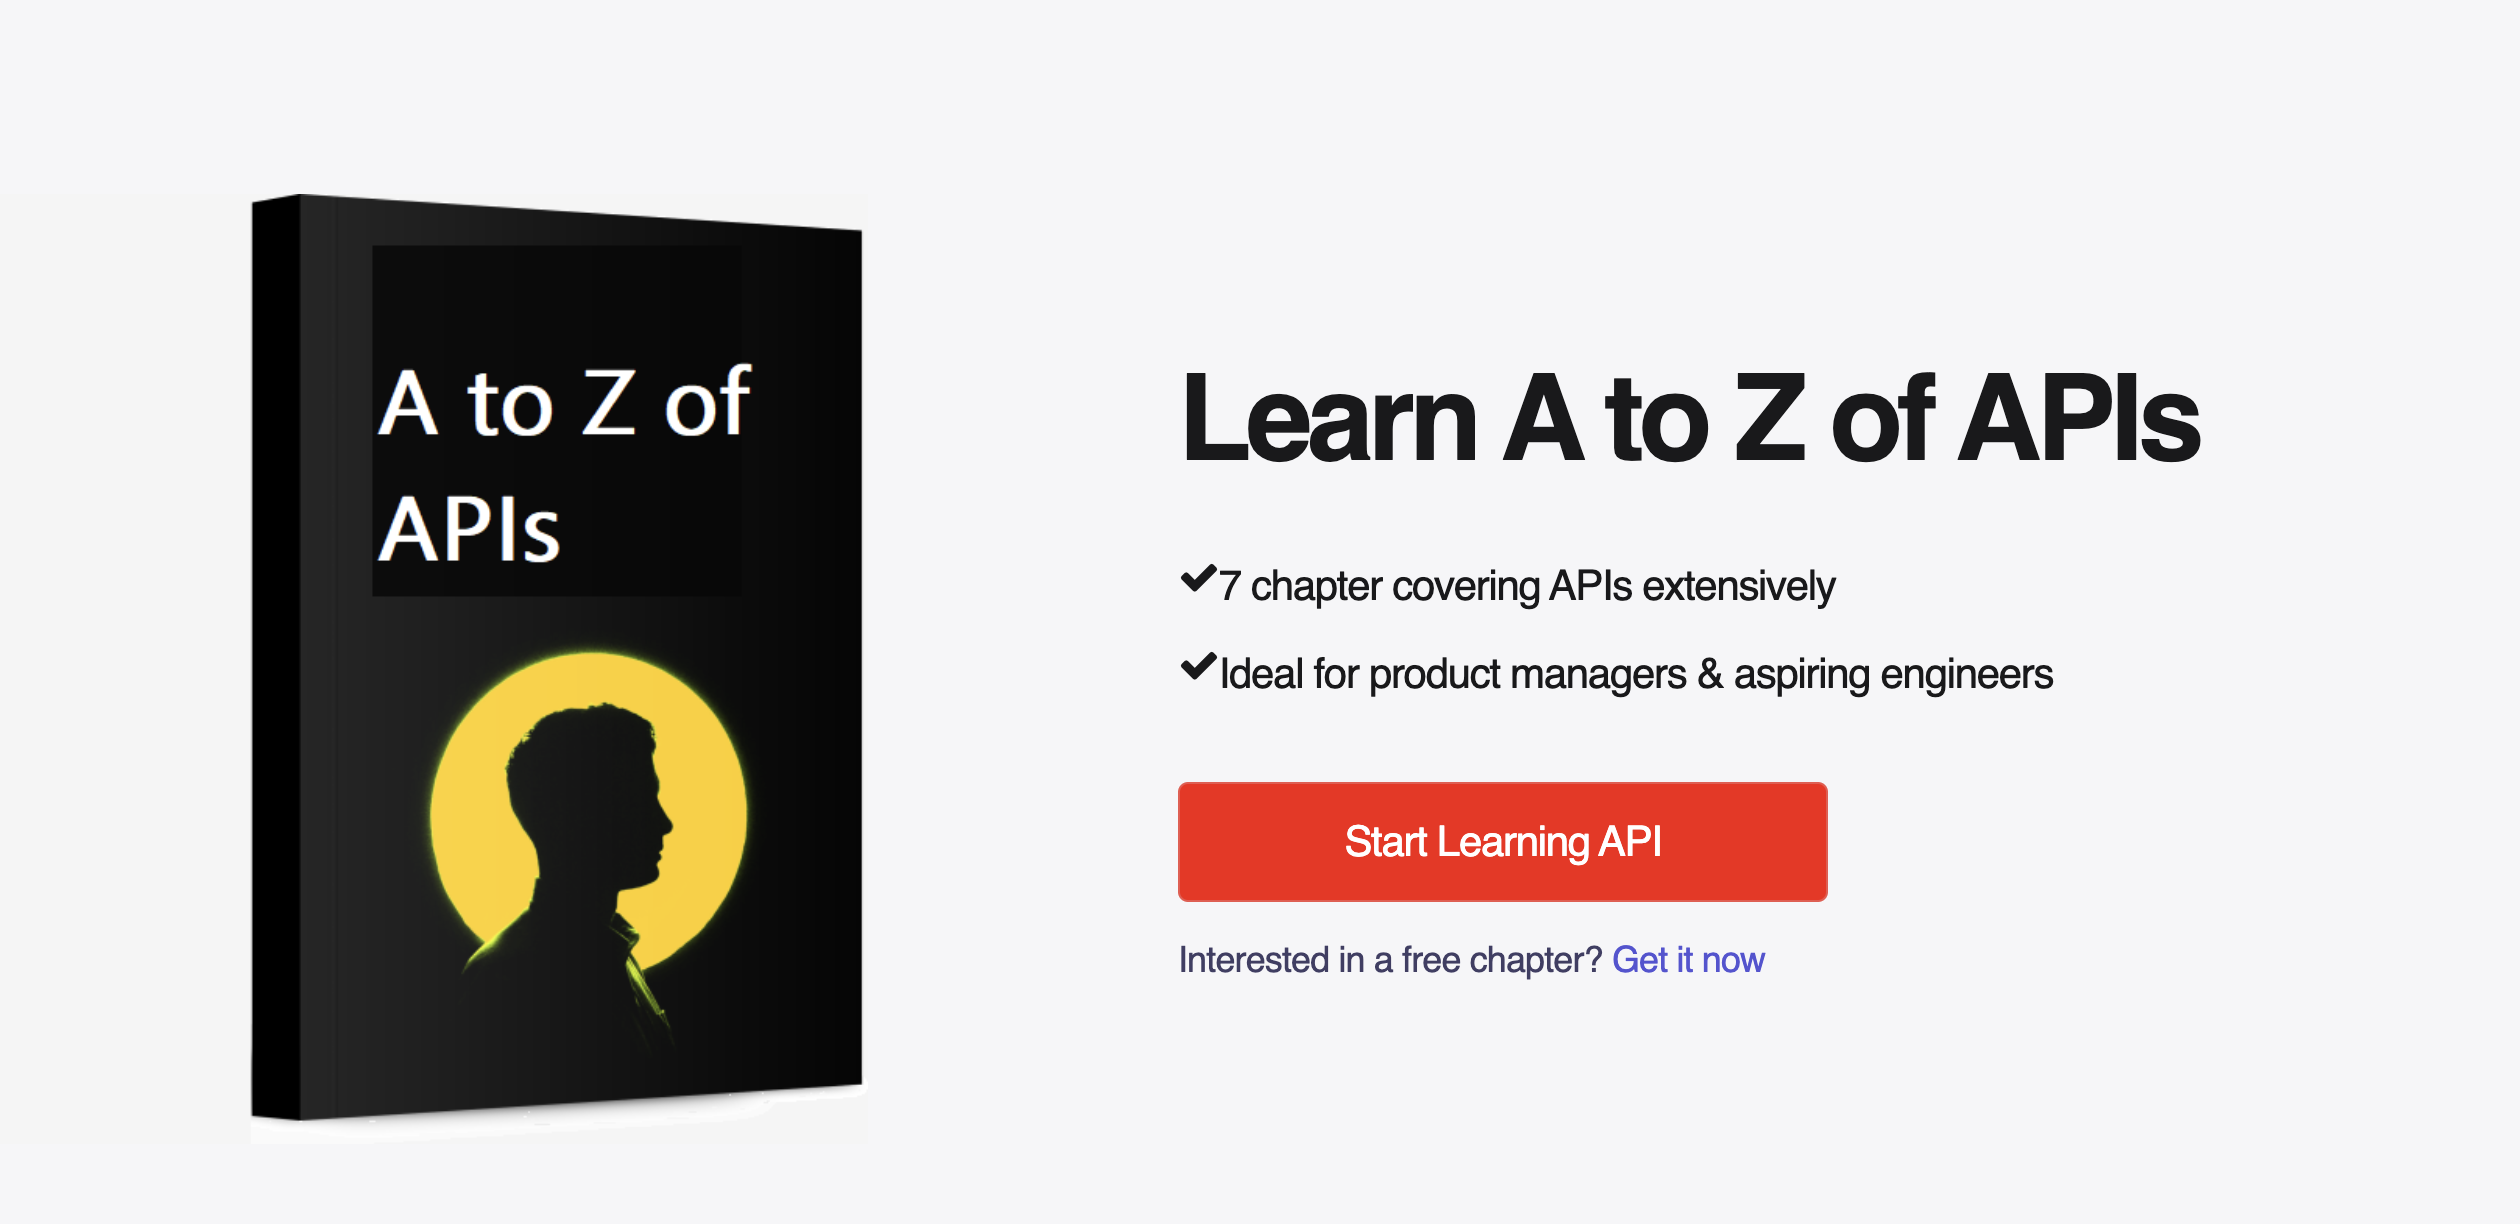 A to Z of
APIs
Learn A to Z of APIs
7 chapter covering APIs extensively
Ideal for product managers & aspiring engineers
Start Learning API
Interested in a free chapter? Get it now